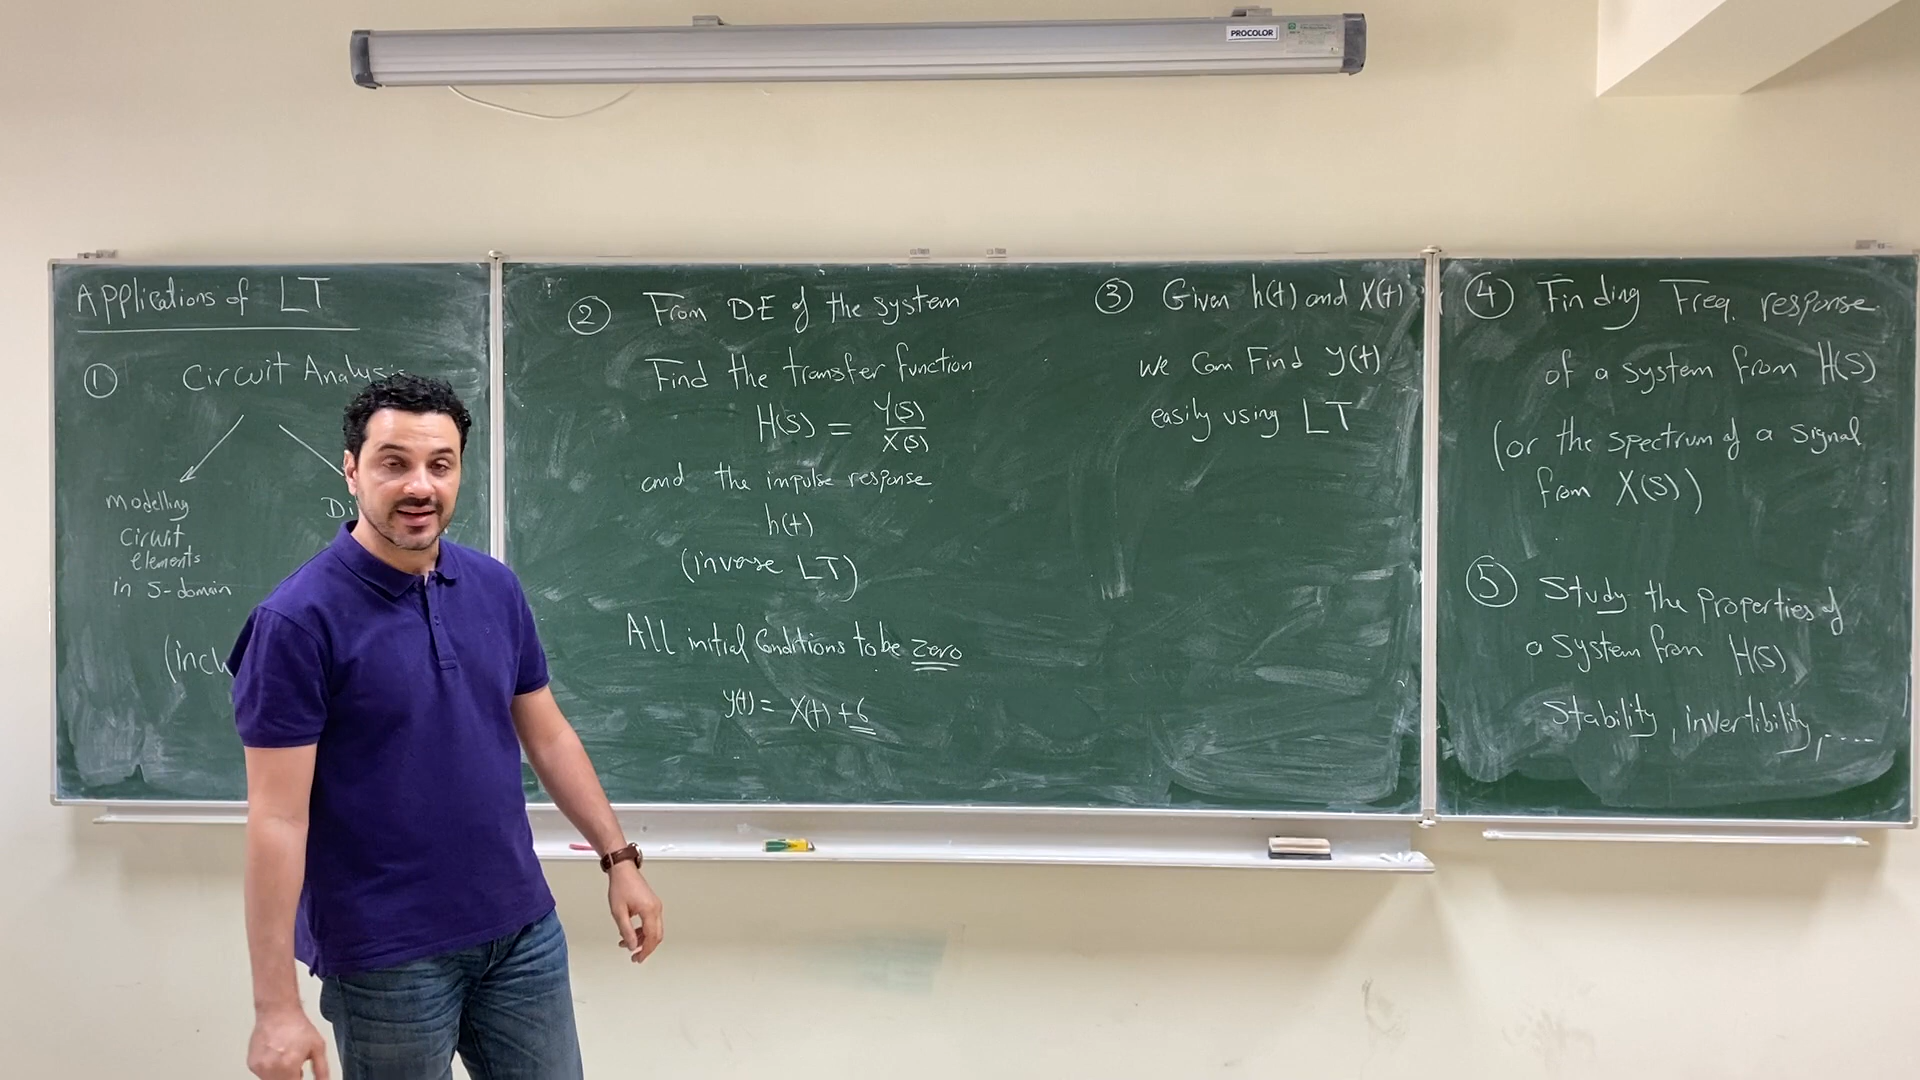 PROCOLOR
Applications of LT
① Circuit Analysis
modelling
circuit
elements
in S-domain
Di
(incl
② From DE of the system
Find the transfer function
H(S) = Y(S)/X(S)
and the impulse response
h(t)
(inverse LT)
All initial Conditions to be zero
y(t) = X(t) + 6
③ Given h(t) and X(t)
we Can Find y(t)
easily using LT
④ Finding Freq. response
of a system from H(S)
(or the spectrum of a signal
from X(S))
⑤ Study the properties of
a system from H(S)
Stability, invertibility, ....